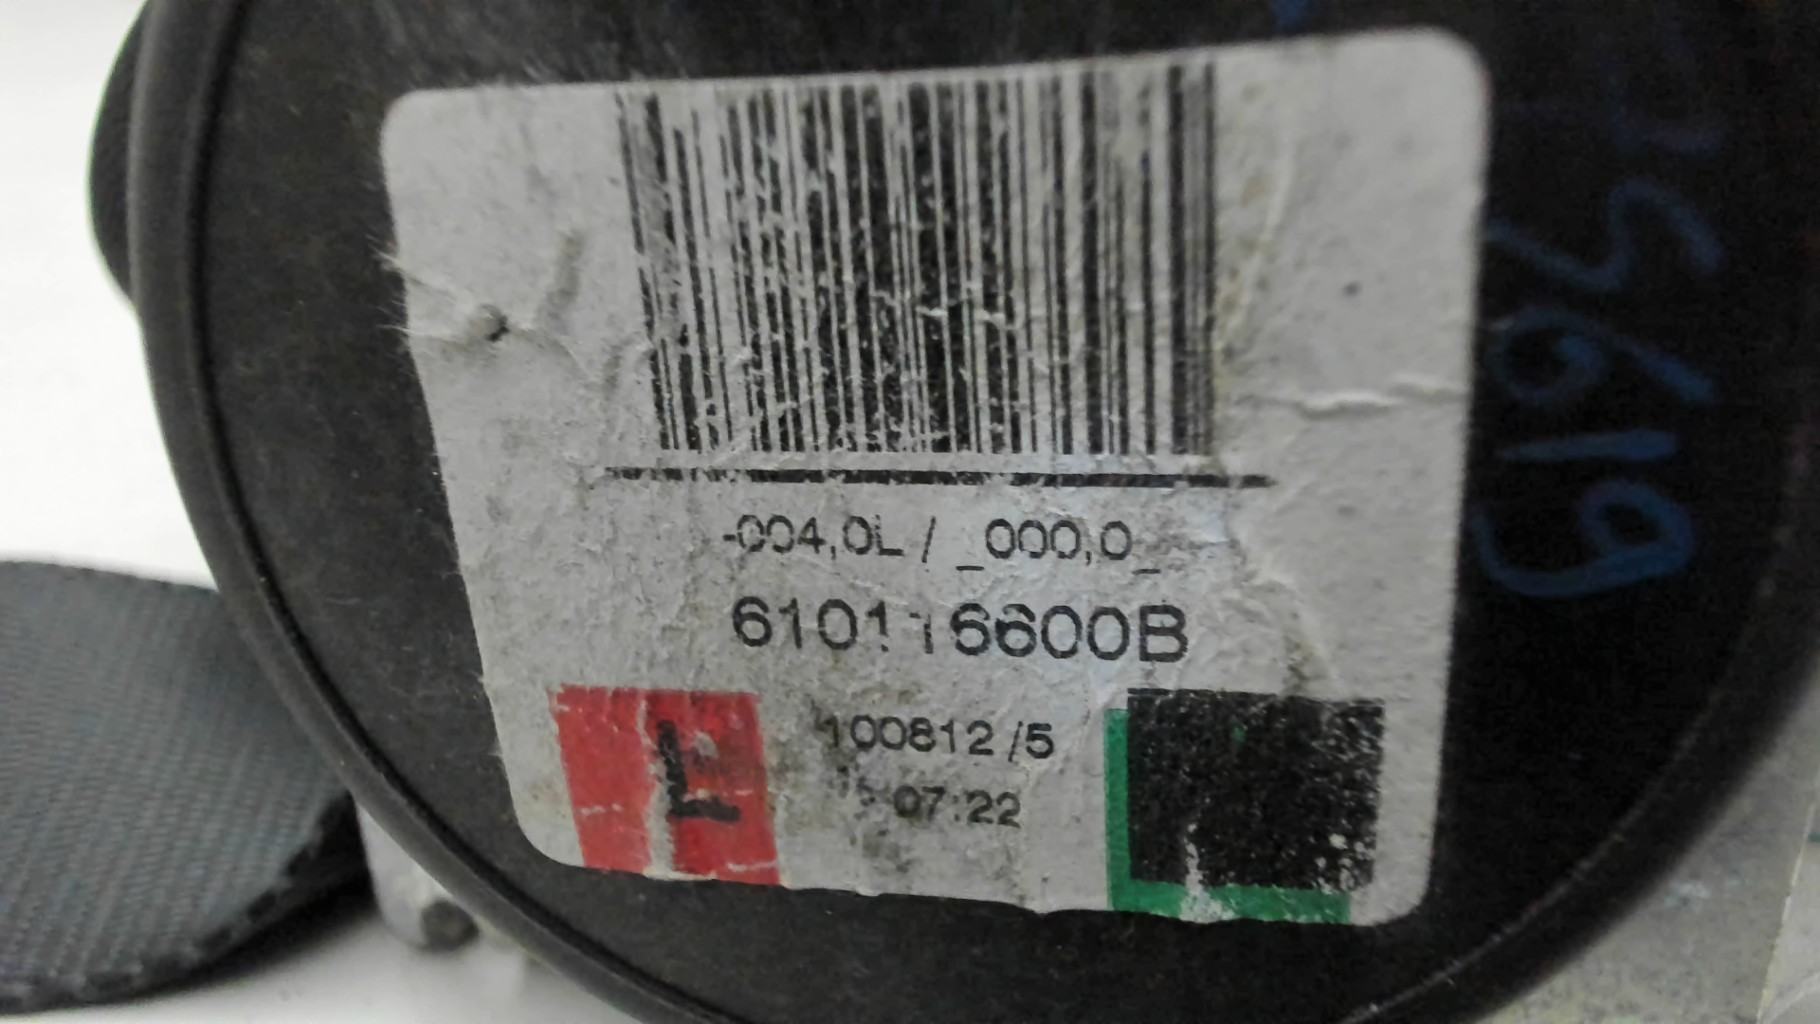 -004,0L / _000,0_
610116600B
100812 /5
07:22
L
5619